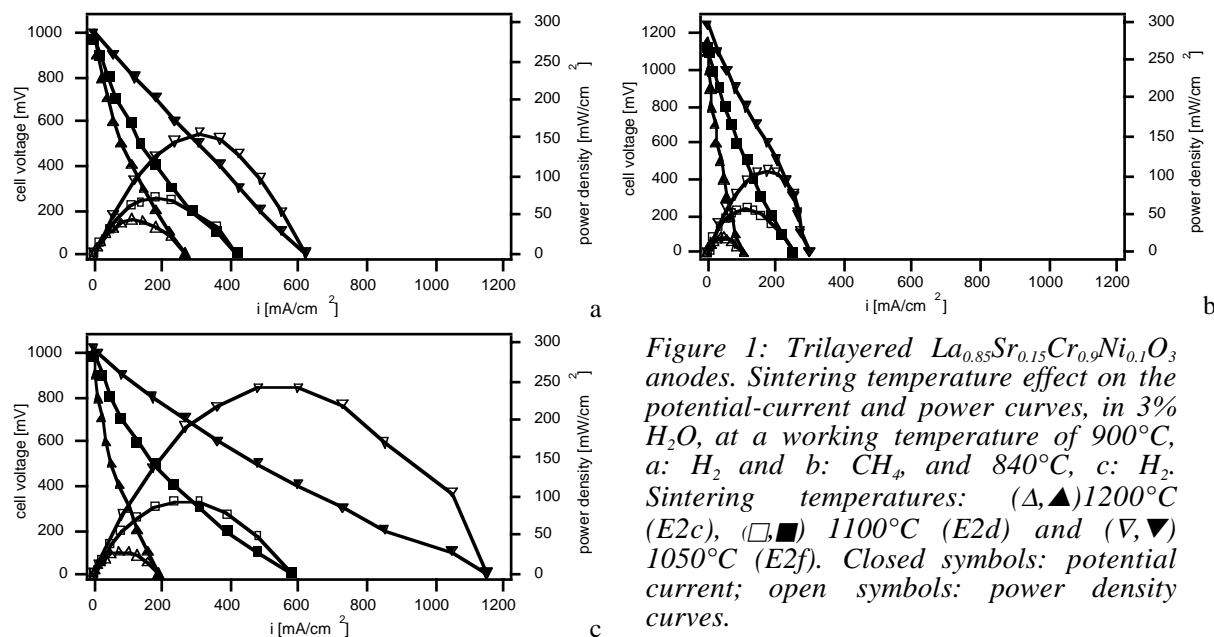 1000
800
600
400
200
0
cell voltage [mV]
300
250
200
150
100
50
0
power density [mW/cm 2]
0 200 400 600 800 1000 1200
i [mA/cm 2]
a
1200
1000
800
600
400
200
0
cell voltage [mV]
300
250
200
150
100
50
0
power density [mW/cm 2]
0 200 400 600 800 1000 1200
i [mA/cm 2]
b
1000
800
600
400
200
0
cell voltage [mV]
300
250
200
150
100
50
0
power density [mW/cm 2]
0 200 400 600 800 1000 1200
i [mA/cm 2]
c
Figure 1: Trilayered La0.85Sr0.15Cr0.9Ni0.1O3
anodes. Sintering temperature effect on the
potential-current and power curves, in 3%
H2O, at a working temperature of 900°C,
a: H2 and b: CH4, and 840°C, c: H2.
Sintering temperatures: (Δ,▲)1200°C
(E2c), (□,■) 1100°C (E2d) and (∇,▼)
1050°C (E2f). Closed symbols: potential
current; open symbols: power density
curves.